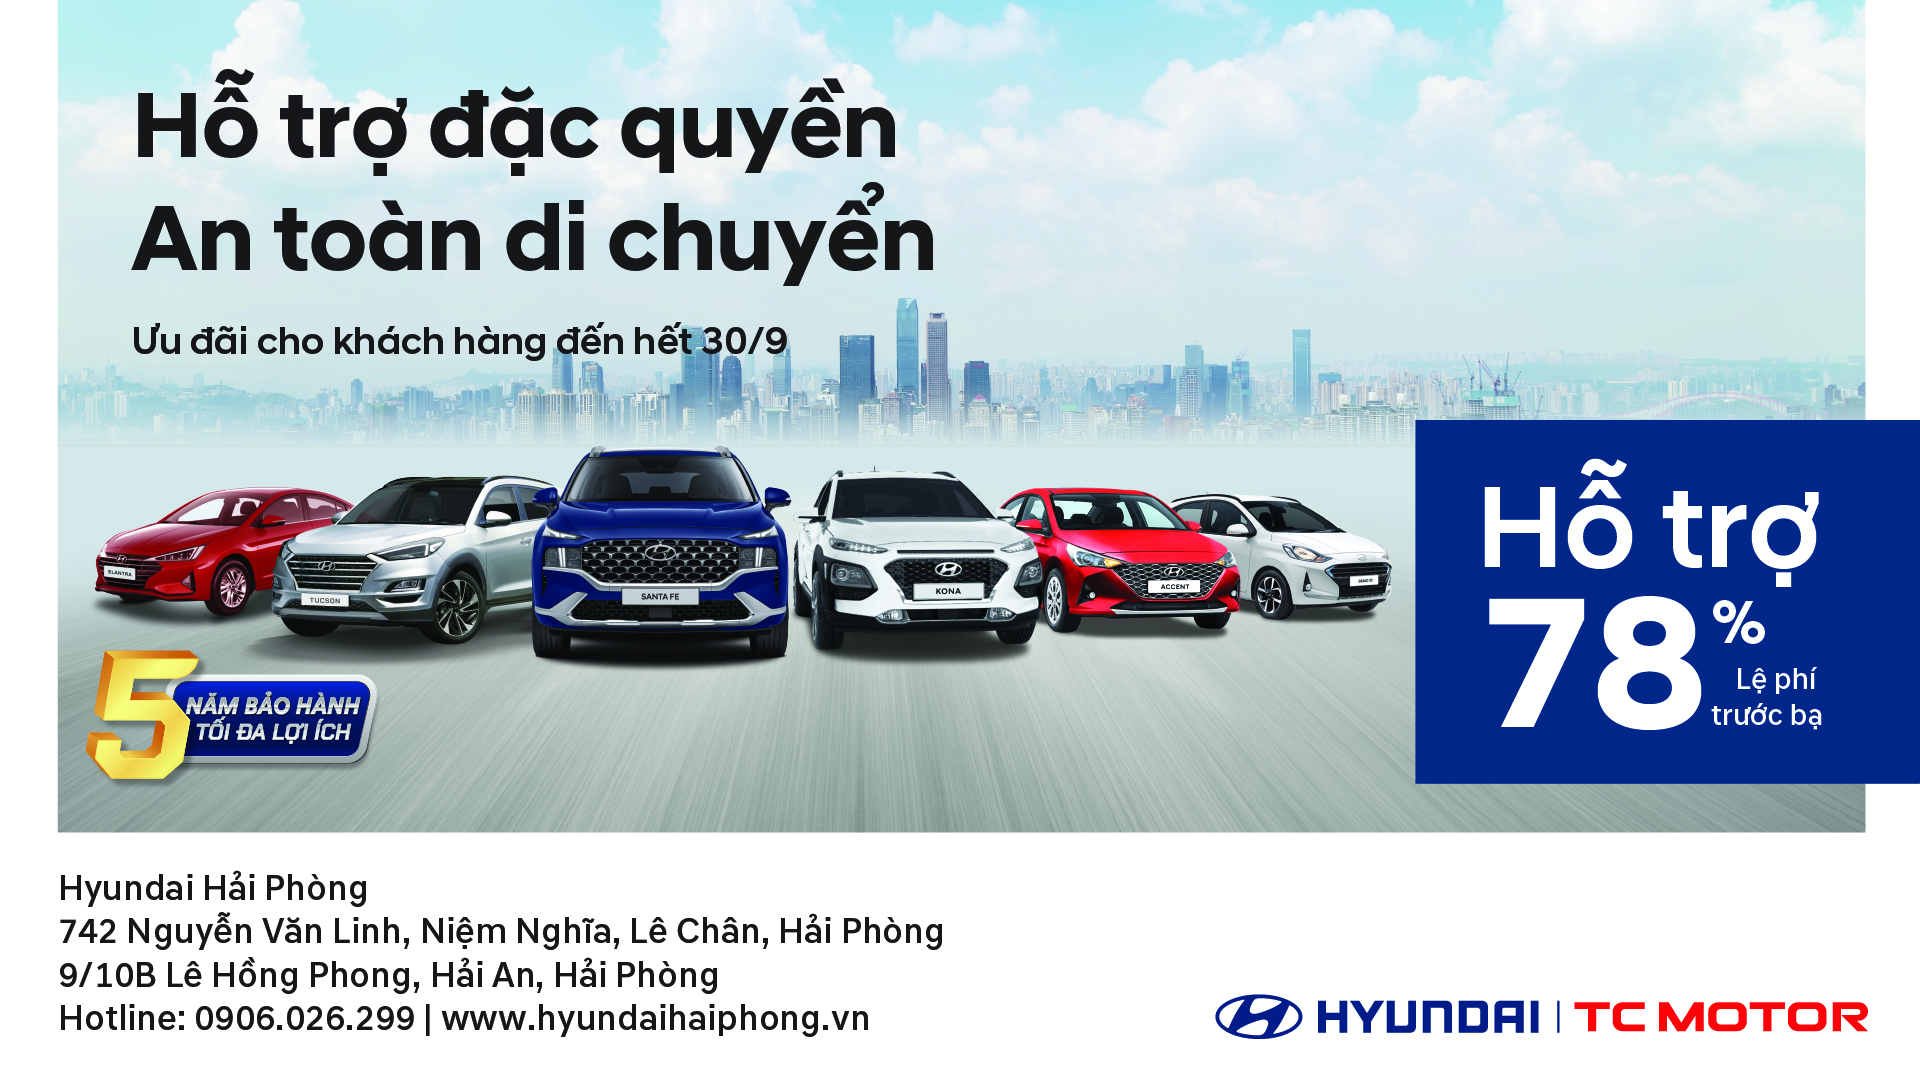 Hỗ trợ đặc quyền
An toàn di chuyển
Ưu đãi cho khách hàng đến hết 30/9
ELANTRA
TUCSON
SANTA FE
KONA
ACCENT
GRAND i10
5 NĂM BẢO HÀNH
TỐI ĐA LỢI ÍCH
Hỗ trợ
78%
Lệ phí
trước bạ
Hyundai Hải Phòng
742 Nguyễn Văn Linh, Niệm Nghĩa, Lê Chân, Hải Phòng
9/10B Lê Hồng Phong, Hải An, Hải Phòng
Hotline: 0906.026.299 | www.hyundaihaiphong.vn
HYUNDAI | TC MOTOR